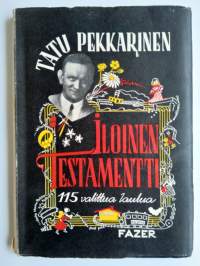 TATU PEKKARINEN
ILOINEN
TESTAMENTTI
115 valittua laulua
FAZER